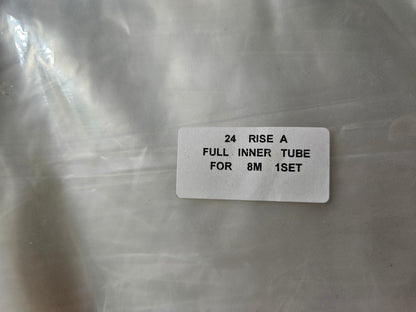 24 RISE A
FULL INNER TUBE
FOR 8M 1SET